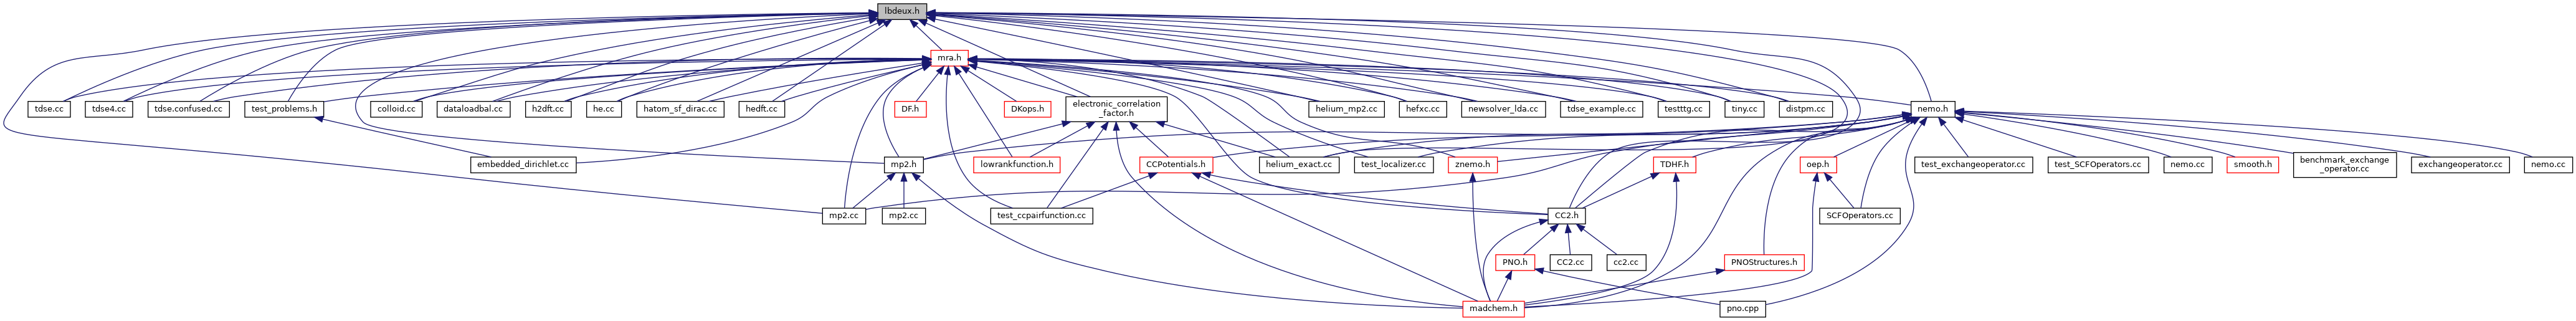 lbdeux.h
mra.h
tdse.cc
tdse4.cc
tdse.confused.cc
test_problems.h
colloid.cc
dataloadbal.cc
h2dft.cc
he.cc
hatom_sf_dirac.cc
hedft.cc
DF.h
DKops.h
electronic_correlation
_factor.h
helium_mp2.cc
hefxc.cc
newsolver_lda.cc
tdse_example.cc
testttg.cc
tiny.cc
distpm.cc
nemo.h
embedded_dirichlet.cc
mp2.h
lowrankfunction.h
CCPotentials.h
helium_exact.cc
test_localizer.cc
znemo.h
TDHF.h
oep.h
test_exchangeoperator.cc
test_SCFOperators.cc
nemo.cc
smooth.h
benchmark_exchange
_operator.cc
exchangeoperator.cc
nemo.cc
mp2.cc
mp2.cc
test_ccpairfunction.cc
CC2.h
SCFOperators.cc
PNO.h
CC2.cc
cc2.cc
PNOStructures.h
madchem.h
pno.cpp